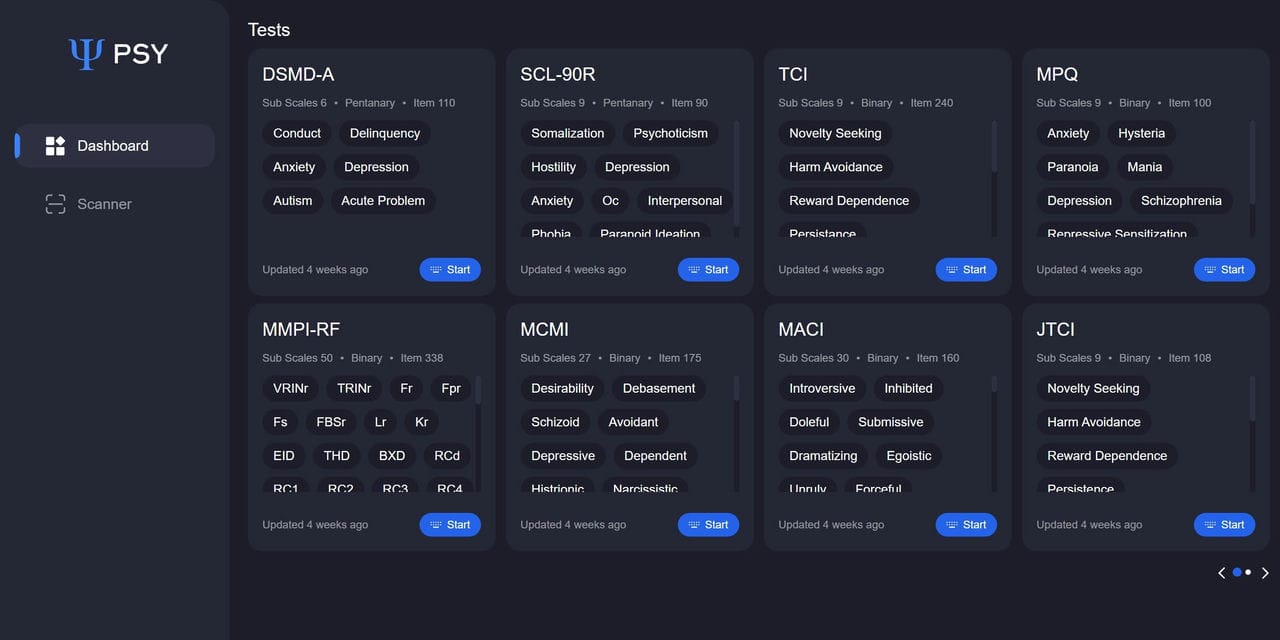 Ψ PSY
Dashboard
Scanner
Tests
DSMD-A
Sub Scales 6 • Pentanary • Item 110
Conduct Delinquency
Anxiety Depression
Autism Acute Problem
Updated 4 weeks ago Start
SCL-90R
Sub Scales 9 • Pentanary • Item 90
Somalization Psychoticism
Hostility Depression
Anxiety Oc Interpersonal
Phobia Paranoid Ideation
Updated 4 weeks ago Start
TCI
Sub Scales 9 • Binary • Item 240
Novelty Seeking
Harm Avoidance
Reward Dependence
Persistance
Updated 4 weeks ago Start
MPQ
Sub Scales 9 • Binary • Item 100
Anxiety Hysteria
Paranoia Mania
Depression Schizophrenia
Repressive Sensitization
Updated 4 weeks ago Start
MMPI-RF
Sub Scales 50 • Binary • Item 338
VRINr TRINr Fr Fpr
Fs FBSr Lr Kr
EID THD BXD RCd
RC1 RC2 RC3 RC4
Updated 4 weeks ago Start
MCMI
Sub Scales 27 • Binary • Item 175
Desirability Debasement
Schizoid Avoidant
Depressive Dependent
Histrionic Narcissistic
Updated 4 weeks ago Start
MACI
Sub Scales 30 • Binary • Item 160
Introversive Inhibited
Doleful Submissive
Dramatizing Egoistic
Unruly Forceful
Updated 4 weeks ago Start
JTCI
Sub Scales 9 • Binary • Item 108
Novelty Seeking
Harm Avoidance
Reward Dependence
Persistence
Updated 4 weeks ago Start